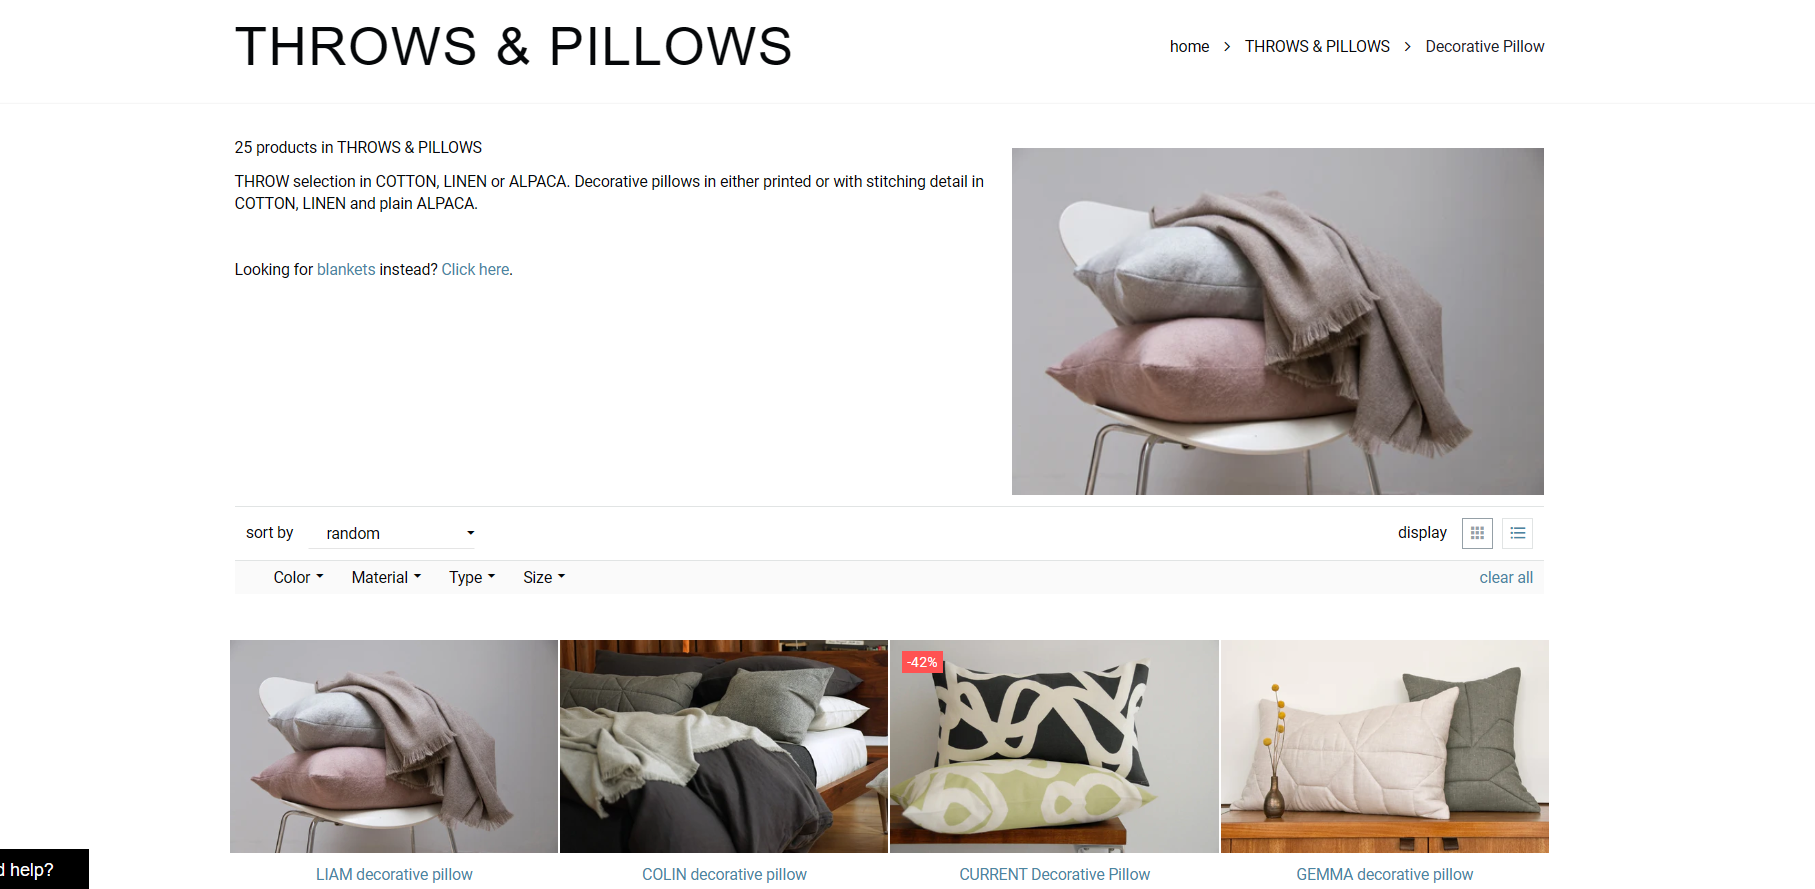 THROWS & PILLOWS
home > THROWS & PILLOWS > Decorative Pillow
25 products in THROWS & PILLOWS
THROW selection in COTTON, LINEN or ALPACA. Decorative pillows in either printed or with stitching detail in
COTTON, LINEN and plain ALPACA.
Looking for blankets instead? Click here.
sort by random display
Color Material Type Size clear all
-42%
LIAM decorative pillow
COLIN decorative pillow
CURRENT Decorative Pillow
GEMMA decorative pillow
help?